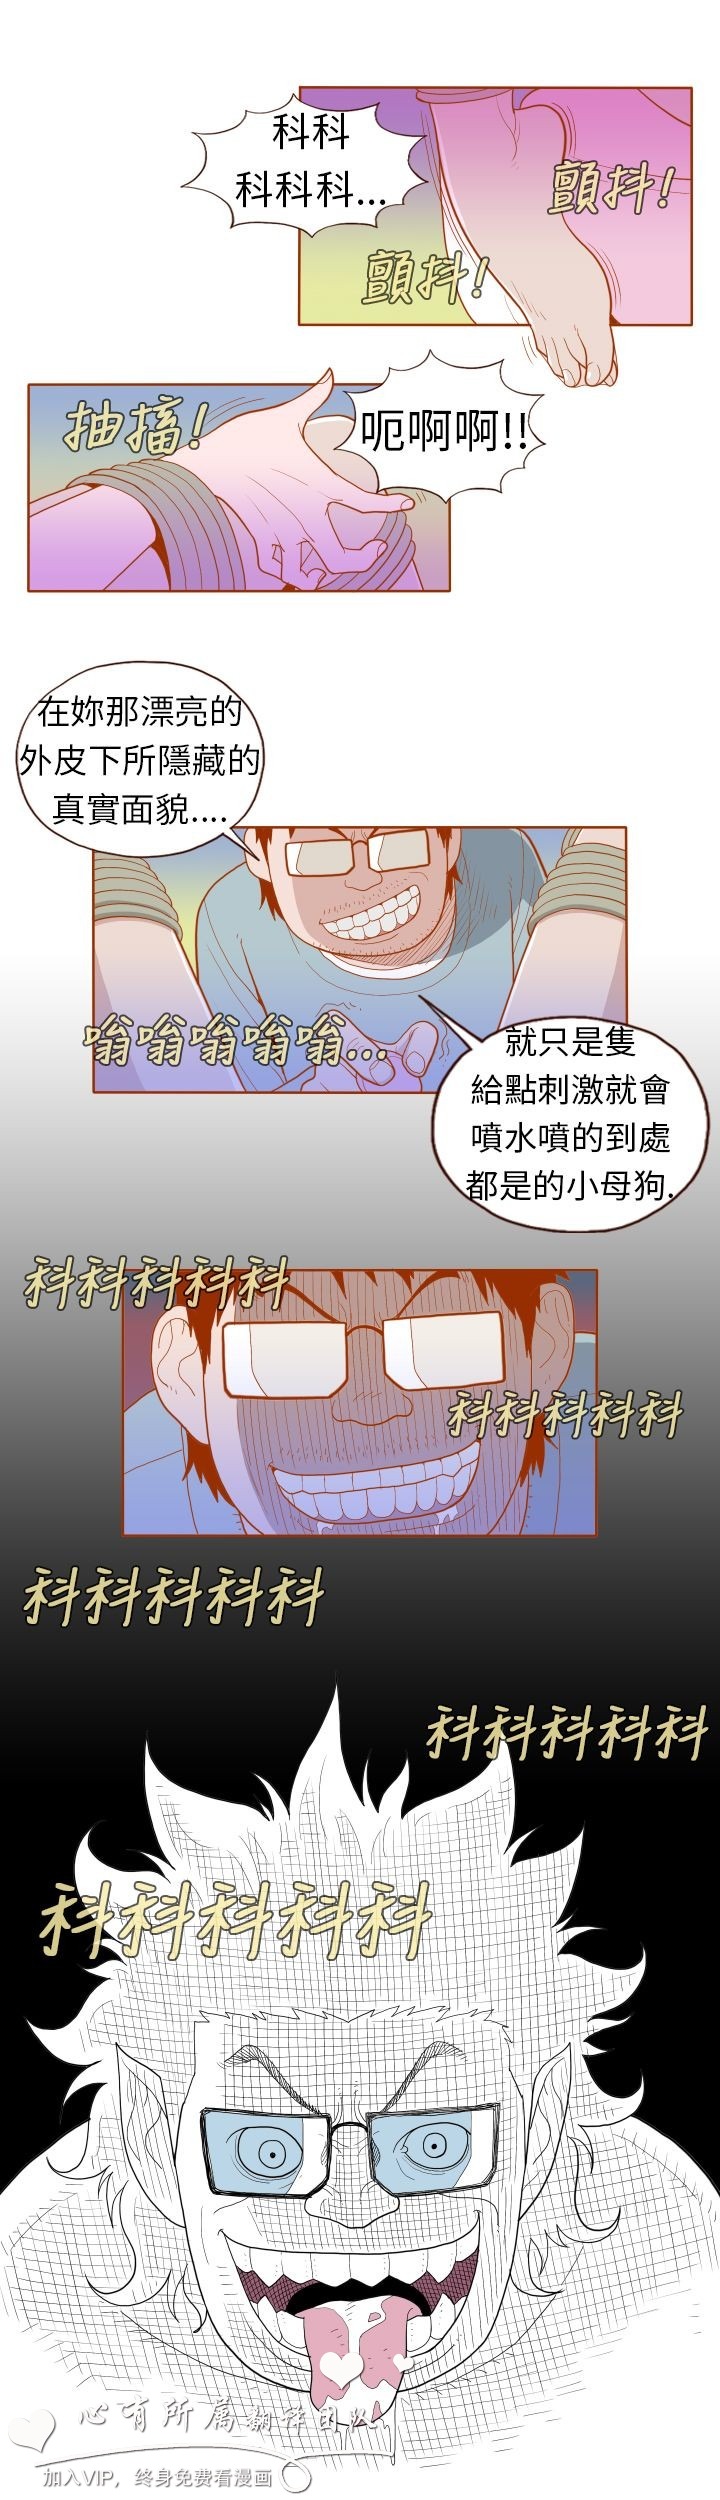 科科
科科科...
顫抖!
顫抖!
抽搐!
呃啊啊!!
在妳那漂亮的
外皮下所隱藏的
真實面貌....
嗡嗡嗡嗡嗡...
就只是隻
給點刺激就會
噴水噴的到處
都是的小母狗.
科科科科科
科科科科科
科科科科科
科科科科科
科科科科科
心有所属翻译团队
加入VIP，终身免费看漫画